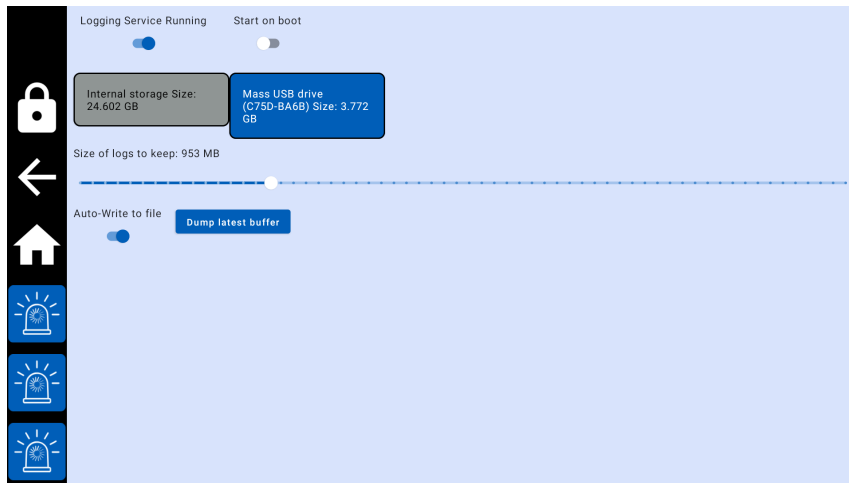 Logging Service Running
Start on boot
Internal storage Size:
24.602 GB
Mass USB drive
(C75D-BA6B) Size: 3.772
GB
Size of logs to keep: 953 MB
Auto-Write to file
Dump latest buffer